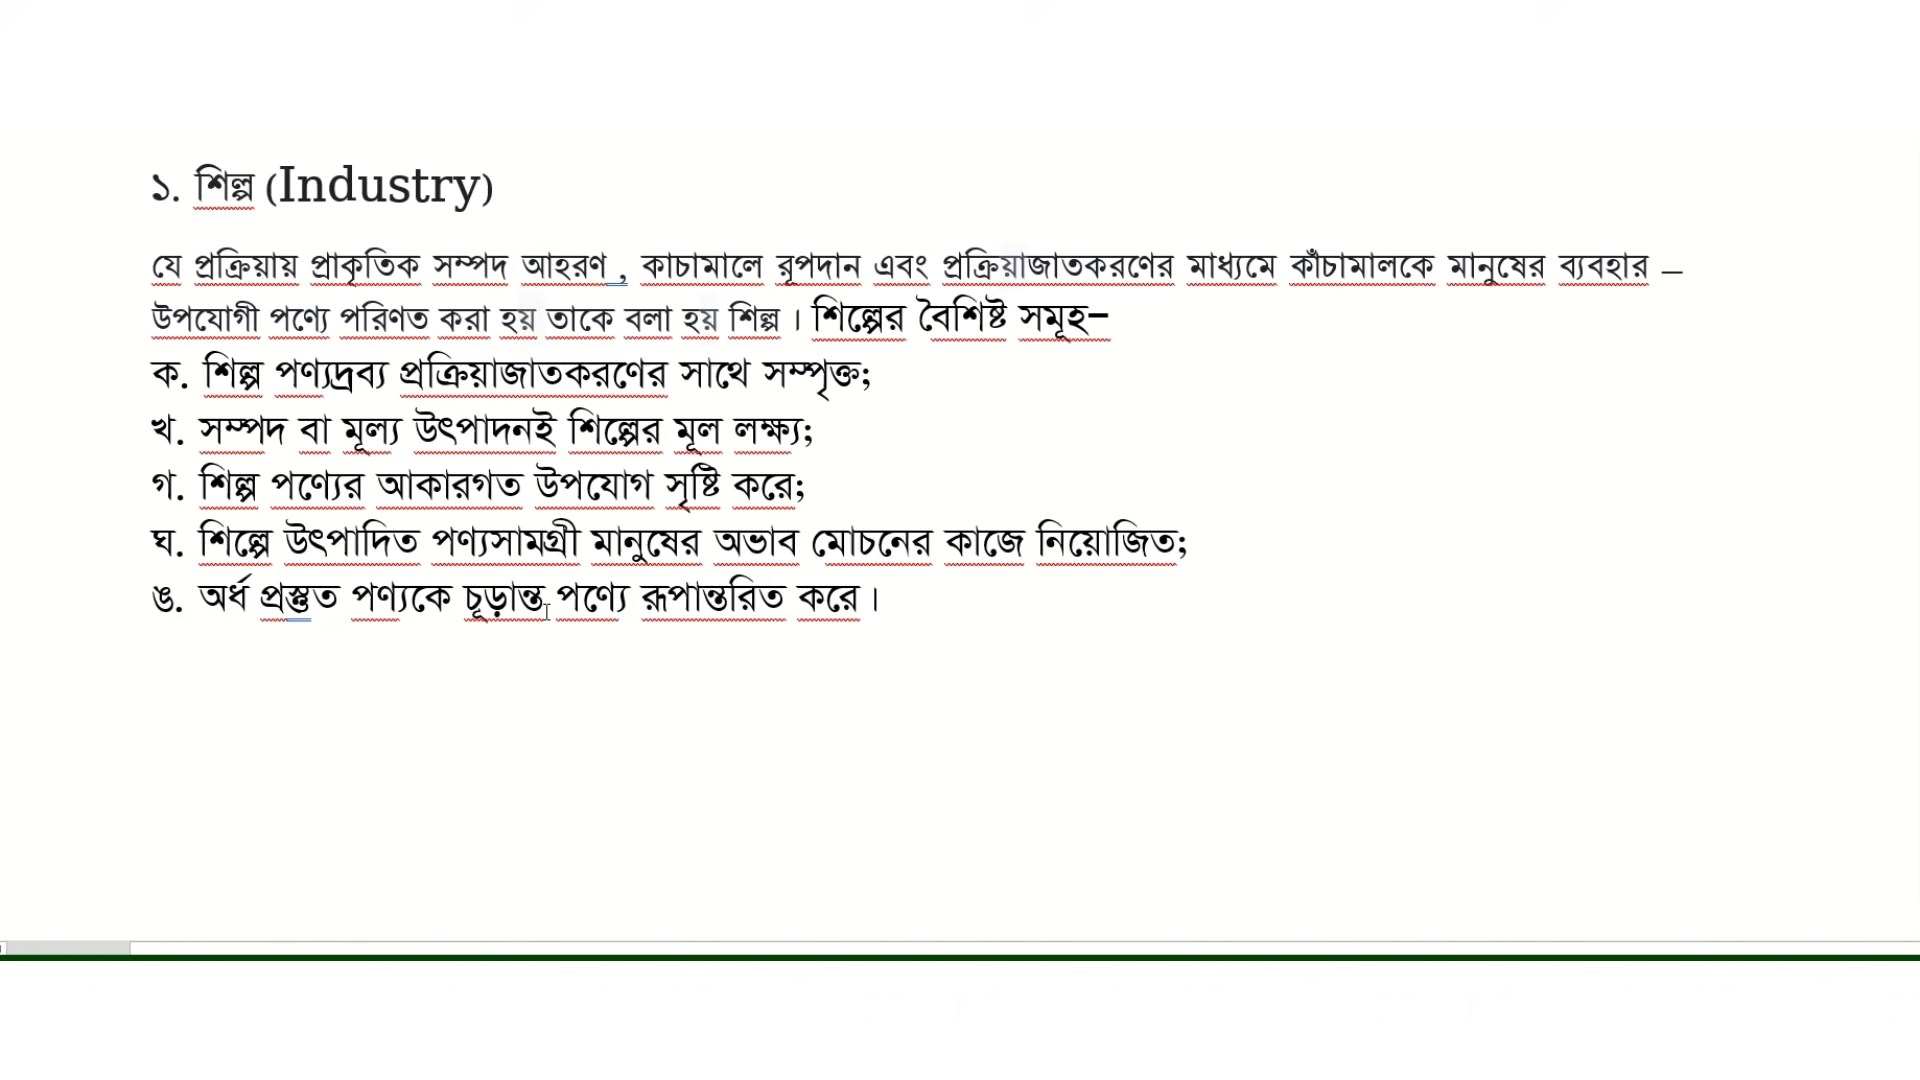 ১. শিল্প (Industry)
যে প্রক্রিয়ায় প্রাকৃতিক সম্পদ আহরণ , কাচামালে রূপদান এবং প্রক্রিয়াজাতকরণের মাধ্যমে কাঁচামালকে মানুষের ব্যবহার –
উপযোগী পণ্যে পরিণত করা হয় তাকে বলা হয় শিল্প । শিল্পের বৈশিষ্ট সমূহ–
ক. শিল্প পণ্যদ্রব্য প্রক্রিয়াজাতকরণের সাথে সম্পৃক্ত;
খ. সম্পদ বা মূল্য উৎপাদনই শিল্পের মূল লক্ষ্য;
গ. শিল্প পণ্যের আকারগত উপযোগ সৃষ্টি করে;
ঘ. শিল্পে উৎপাদিত পণ্যসামগ্রী মানুষের অভাব মোচনের কাজে নিয়োজিত;
ঙ. অর্ধ প্রস্তুত পণ্যকে চূড়ান্ত পণ্যে রূপান্তরিত করে ।